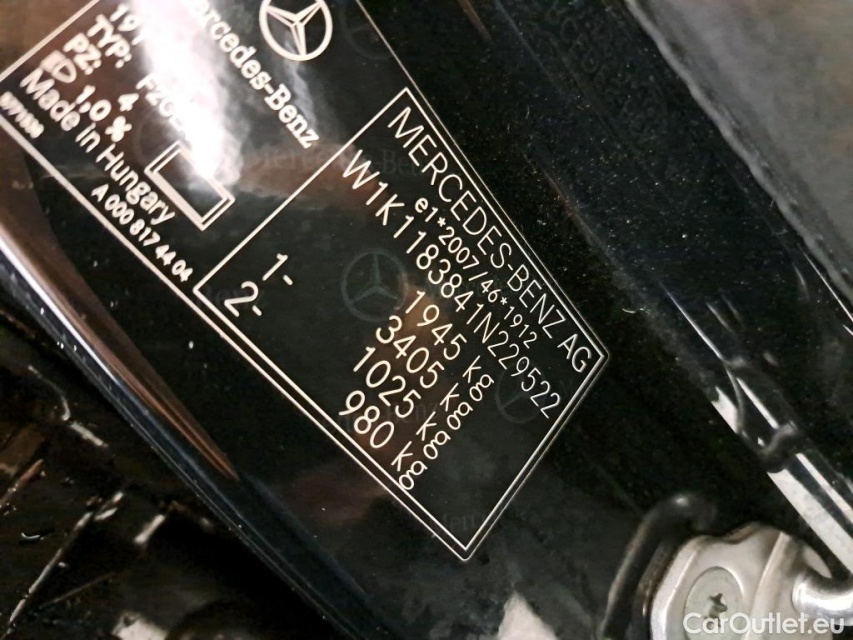 Mercedes-Benz
TYP:
PZ: 4
1,0 %
Made in Hungary
A 000 817 44 04
MERCEDES-BENZ AG
e1*2007/46*1912
W1K1183841N229522
1945 kg
3405 kg
1- 1025 kg
2- 980 kg
CarOutlet.eu